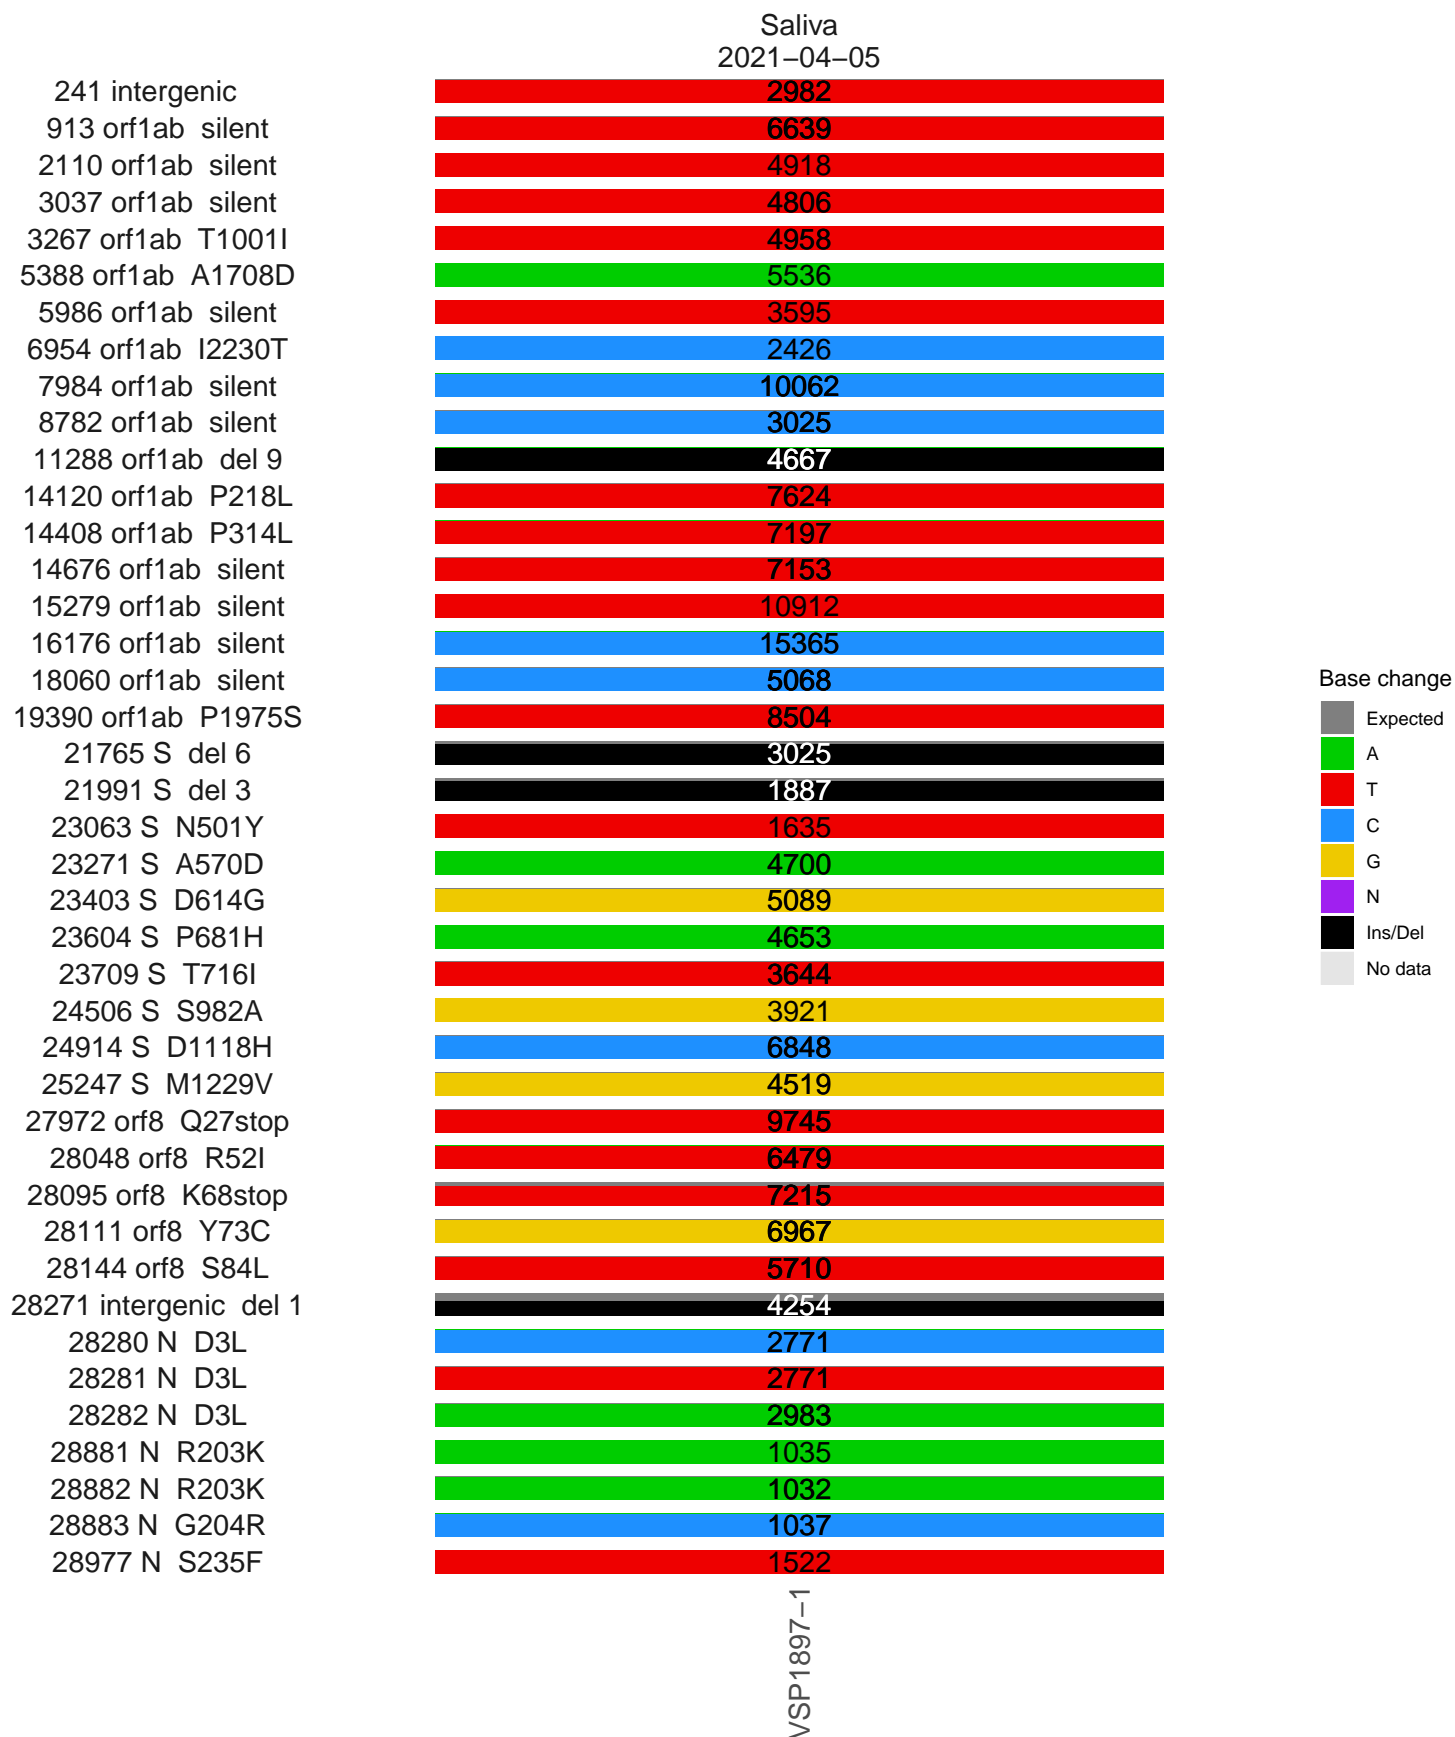 Saliva
2021−04−05
241 intergenic 2982
913 orf1ab silent 6639
2110 orf1ab silent 4918
3037 orf1ab silent 4806
3267 orf1ab T1001I 4958
5388 orf1ab A1708D 5536
5986 orf1ab silent 3595
6954 orf1ab I2230T 2426
7984 orf1ab silent 10062
8782 orf1ab silent 3025
11288 orf1ab del 9 4667
14120 orf1ab P218L 7624
14408 orf1ab P314L 7197
14676 orf1ab silent 7153
15279 orf1ab silent 10912
16176 orf1ab silent 15365
18060 orf1ab silent 5068
19390 orf1ab P1975S 8504
21765 S del 6 3025
21991 S del 3 1887
23063 S N501Y 1635
23271 S A570D 4700
23403 S D614G 5089
23604 S P681H 4653
23709 S T716I 3644
24506 S S982A 3921
24914 S D1118H 6848
25247 S M1229V 4519
27972 orf8 Q27stop 9745
28048 orf8 R52I 6479
28095 orf8 K68stop 7215
28111 orf8 Y73C 6967
28144 orf8 S84L 5710
28271 intergenic del 1 4254
28280 N D3L 2771
28281 N D3L 2771
28282 N D3L 2983
28881 N R203K 1035
28882 N R203K 1032
28883 N G204R 1037
28977 N S235F 1522
VSP1897−1
Base change
Expected
A
T
C
G
N
Ins/Del
No data